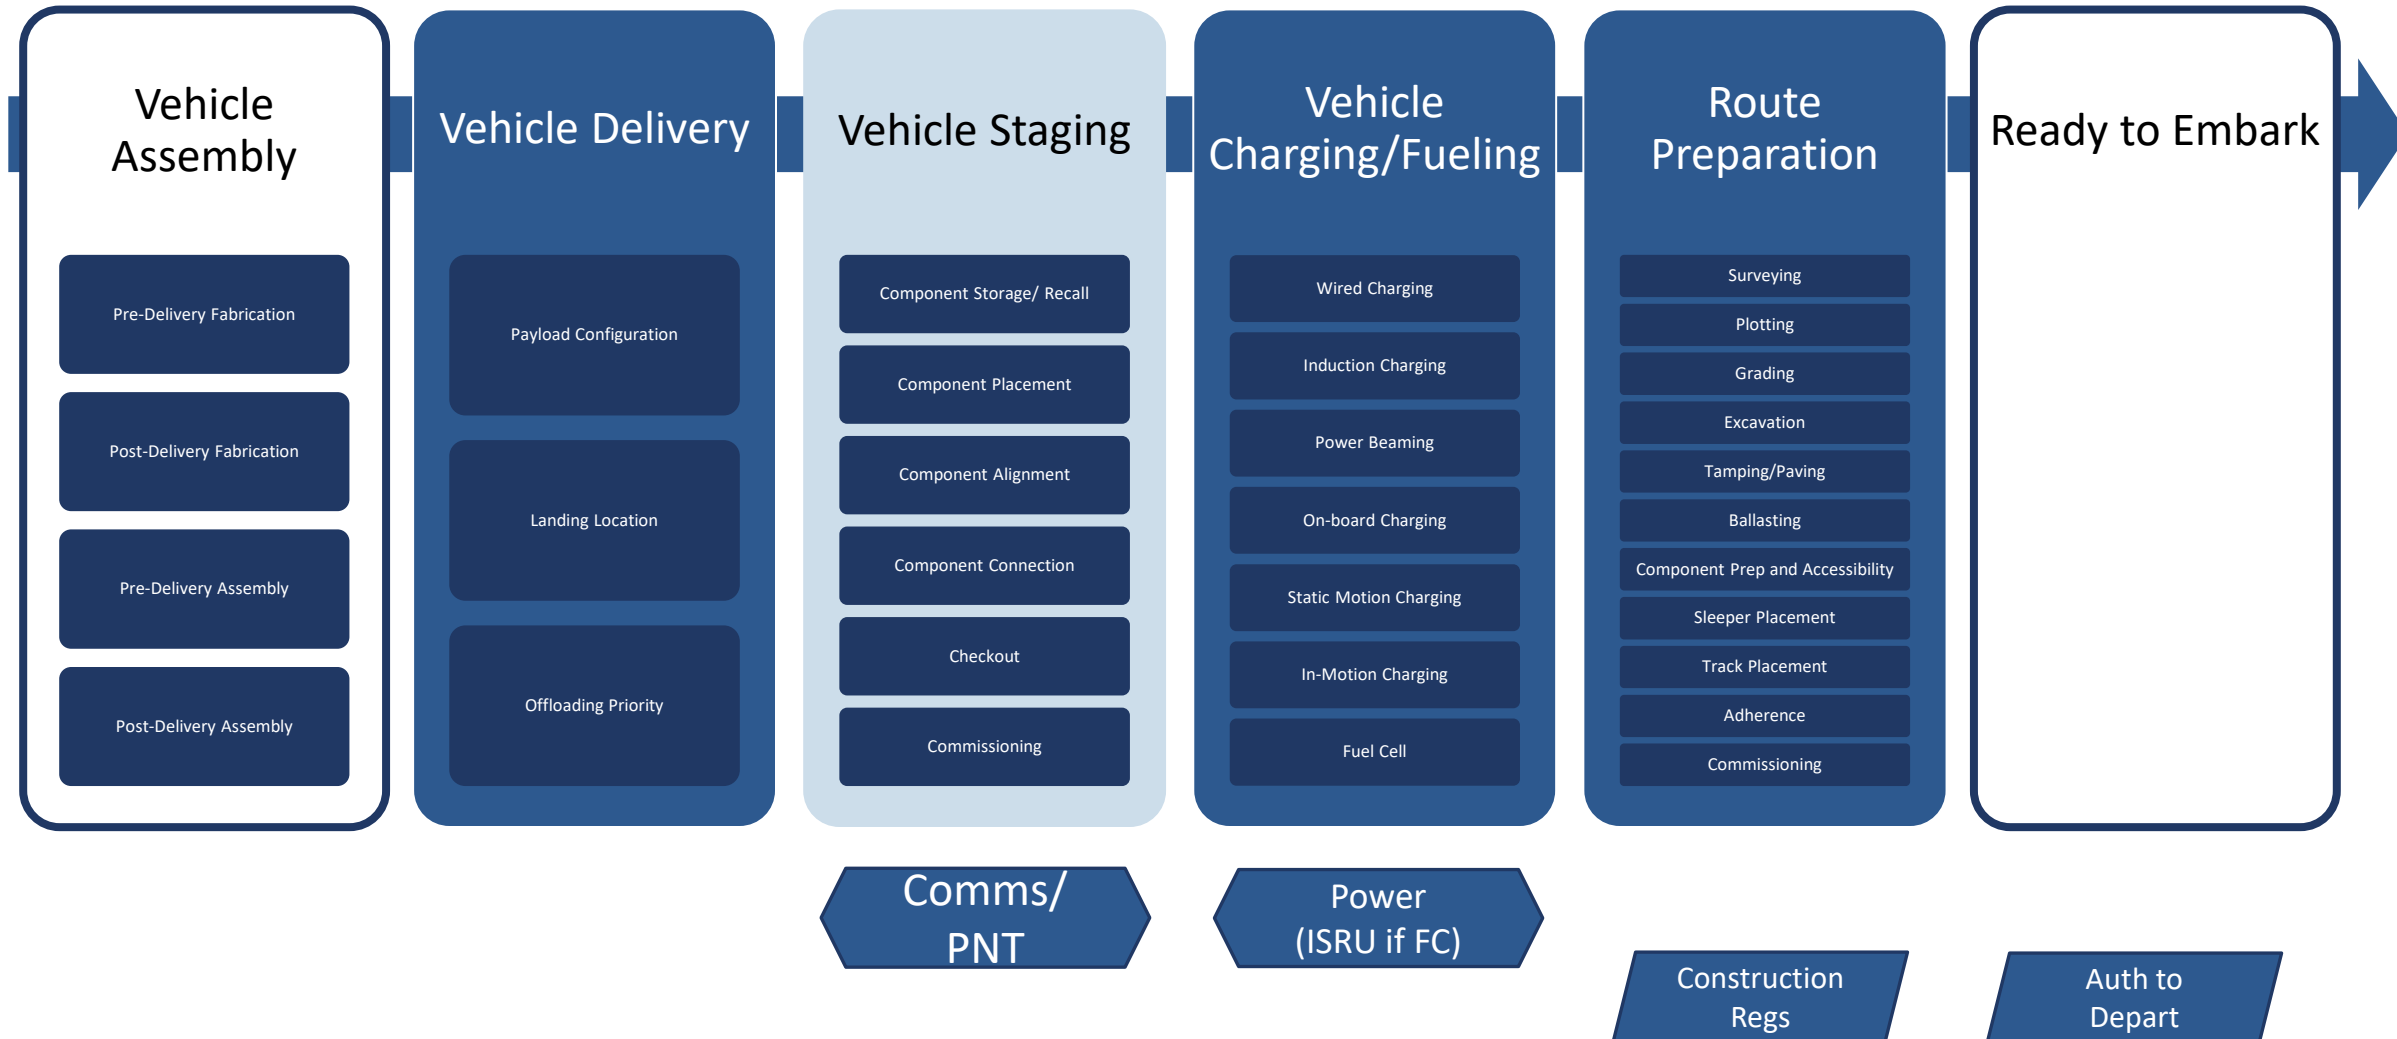 Vehicle
Assembly
Pre-Delivery Fabrication
Post-Delivery Fabrication
Pre-Delivery Assembly
Post-Delivery Assembly
Vehicle Delivery
Payload Configuration
Landing Location
Offloading Priority
Vehicle Staging
Component Storage/ Recall
Component Placement
Component Alignment
Component Connection
Checkout
Commissioning
Vehicle
Charging/Fueling
Wired Charging
Induction Charging
Power Beaming
On-board Charging
Static Motion Charging
In-Motion Charging
Fuel Cell
Route
Preparation
Surveying
Plotting
Grading
Excavation
Tamping/Paving
Ballasting
Component Prep and Accessibility
Sleeper Placement
Track Placement
Adherence
Commissioning
Ready to Embark
Comms/
PNT
Power
(ISRU if FC)
Construction
Regs
Auth to
Depart